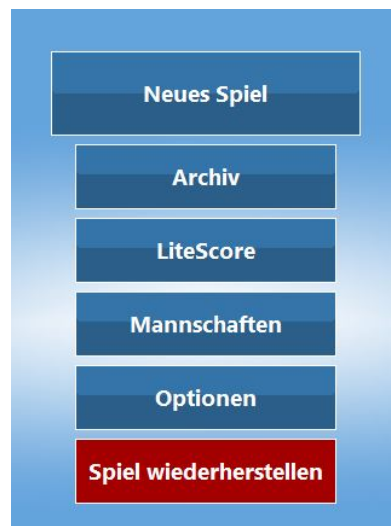 Neues Spiel
Archiv
LiteScore
Mannschaften
Optionen
Spiel wiederherstellen